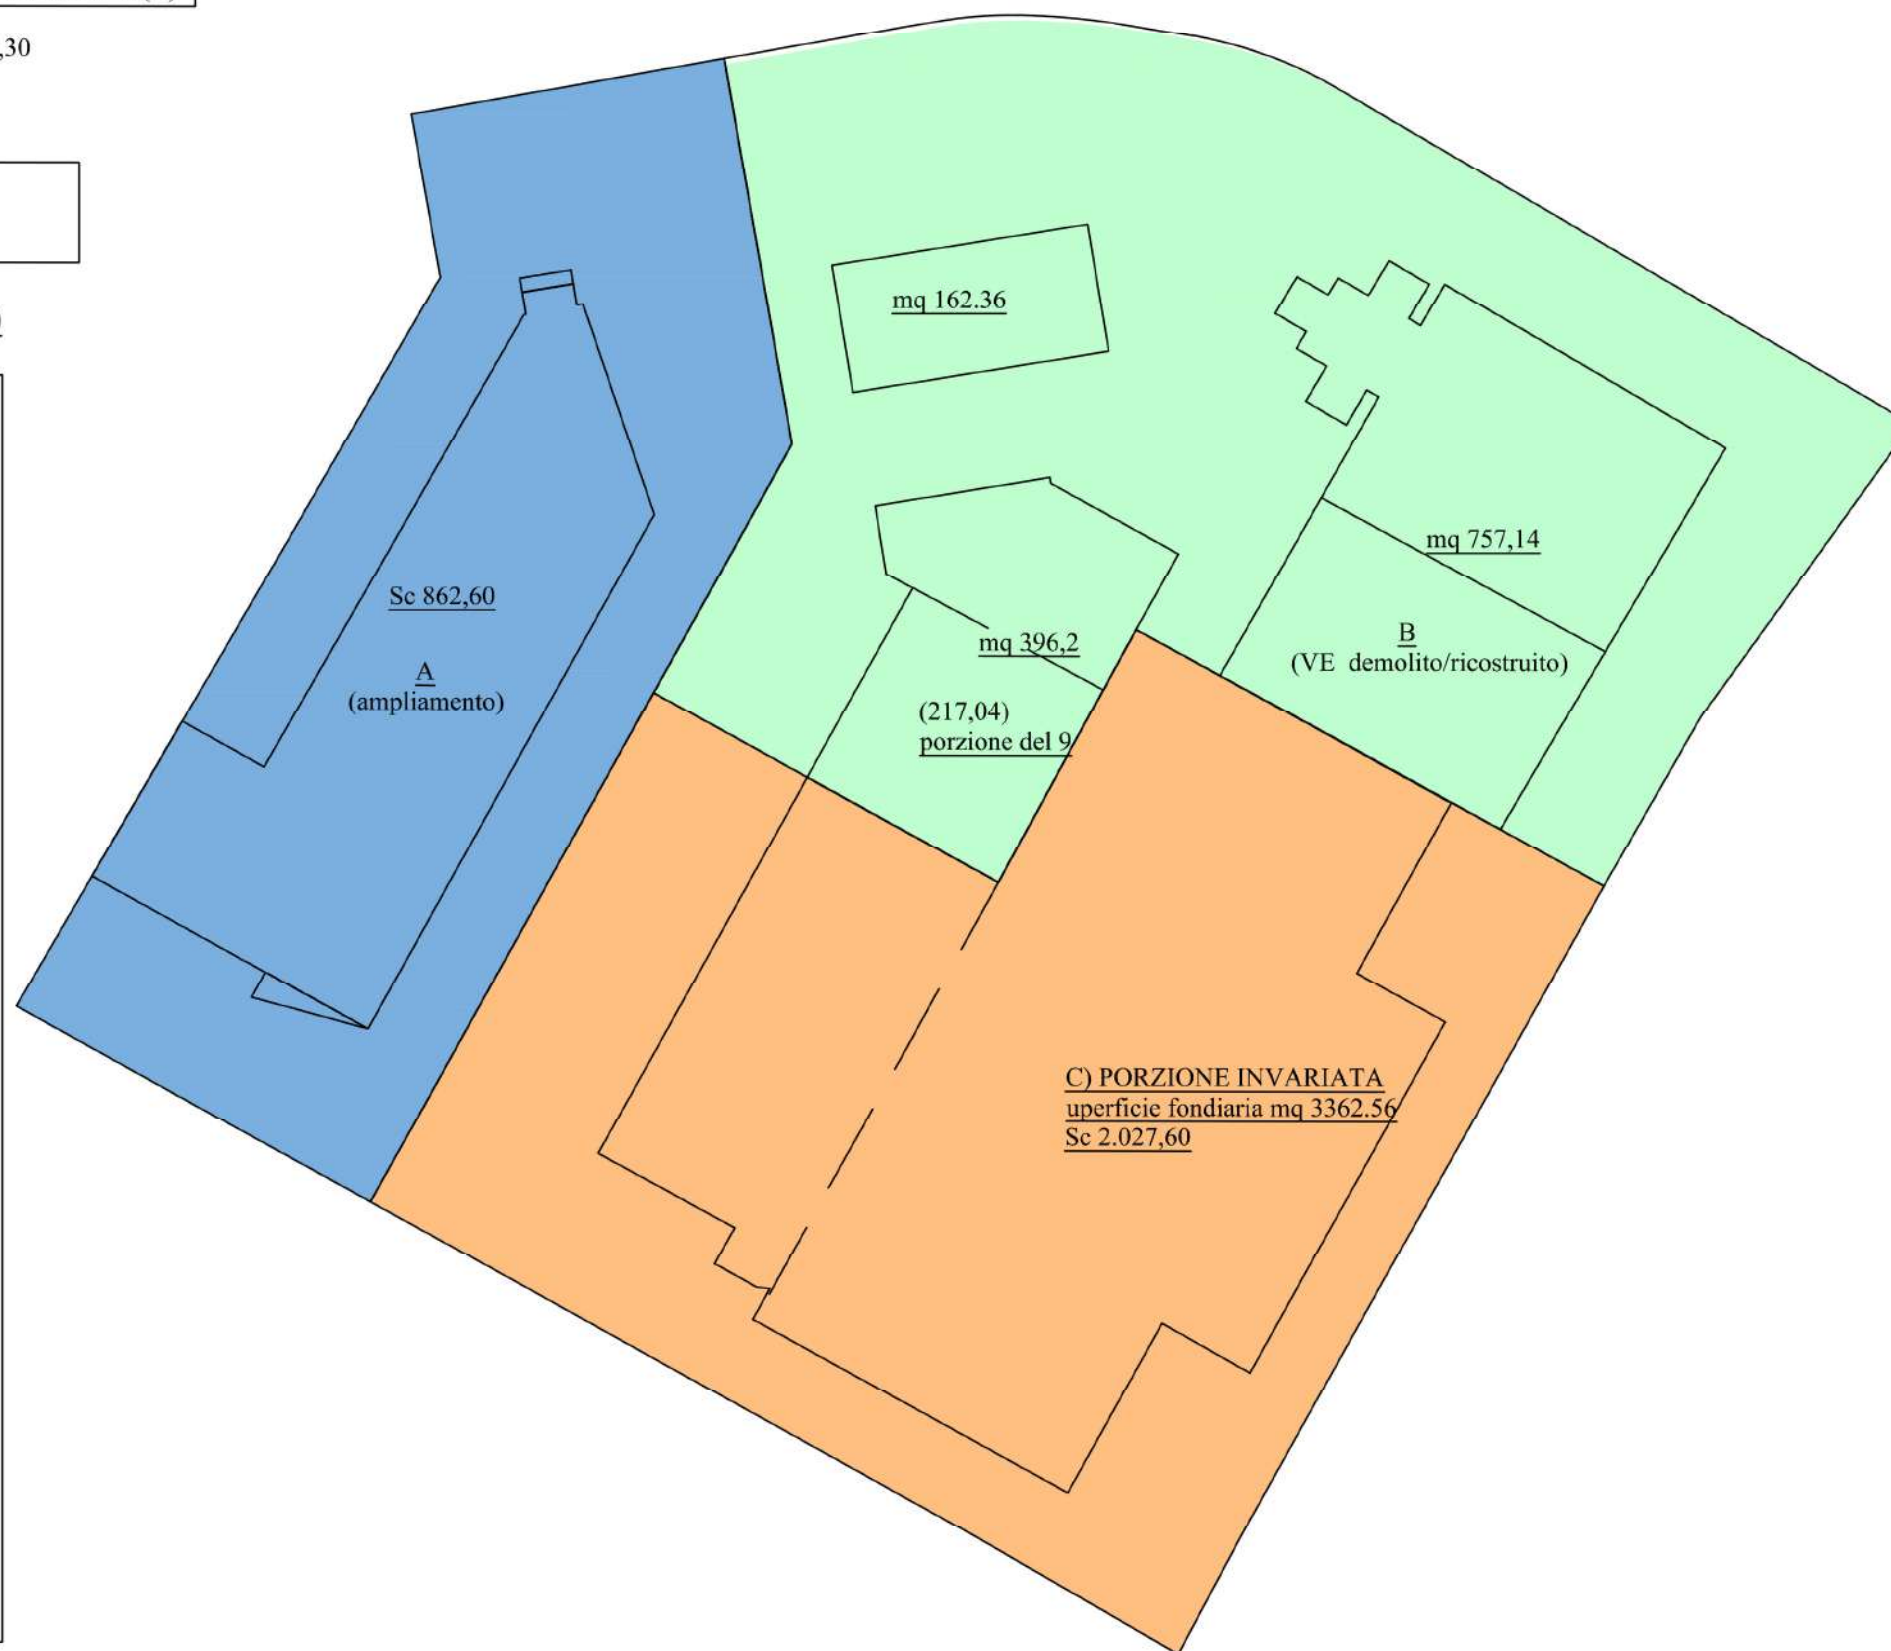 ,30
mq 162.36
mq 757,14
Sc 862,60
B
(VE demolito/ricostruito)
mq 396,2
A
(ampliamento)
(217,04)
porzione del 9
C) PORZIONE INVARIATA
uperficie fondiaria mq 3362.56
Sc 2.027,60